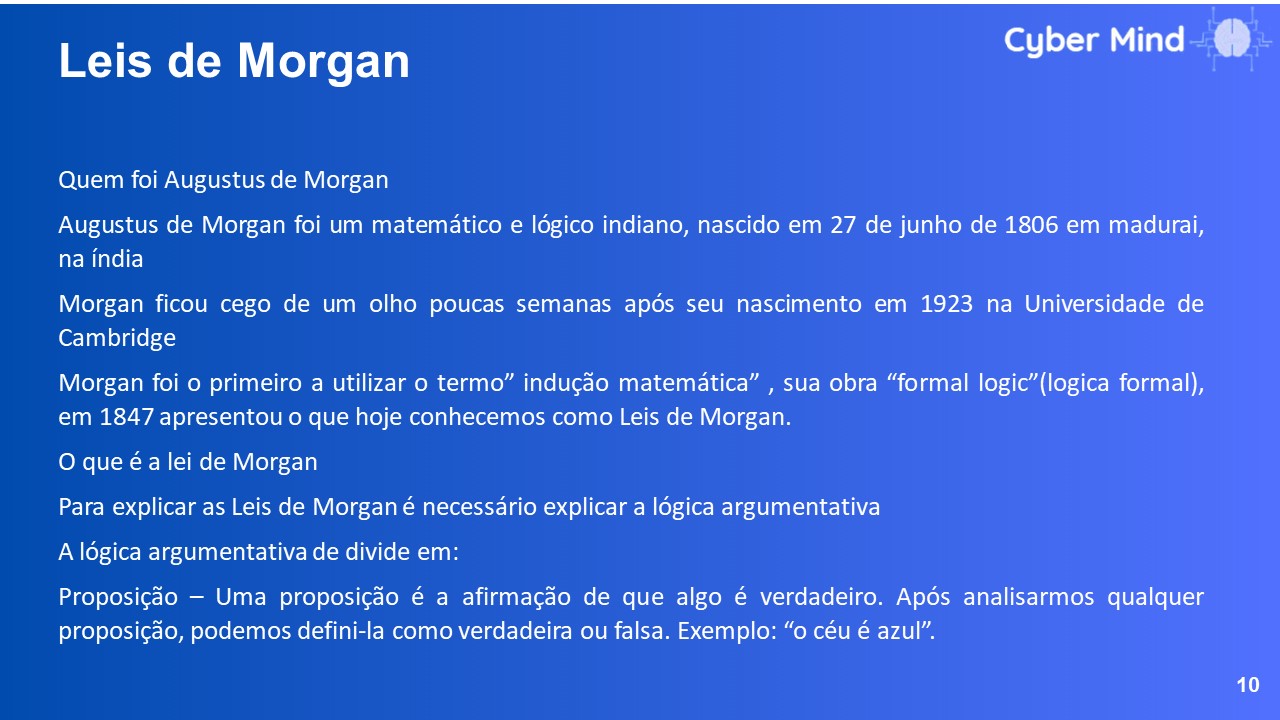 Leis de Morgan
Cyber Mind
Quem foi Augustus de Morgan
Augustus de Morgan foi um matemático e lógico indiano, nascido em 27 de junho de 1806 em madurai,
na índia
Morgan ficou cego de um olho poucas semanas após seu nascimento em 1923 na Universidade de
Cambridge
Morgan foi o primeiro a utilizar o termo” indução matemática” , sua obra “formal logic”(logica formal),
em 1847 apresentou o que hoje conhecemos como Leis de Morgan.
O que é a lei de Morgan
Para explicar as Leis de Morgan é necessário explicar a lógica argumentativa
A lógica argumentativa de divide em:
Proposição – Uma proposição é a afirmação de que algo é verdadeiro. Após analisarmos qualquer
proposição, podemos defini-la como verdadeira ou falsa. Exemplo: “o céu é azul”.
10